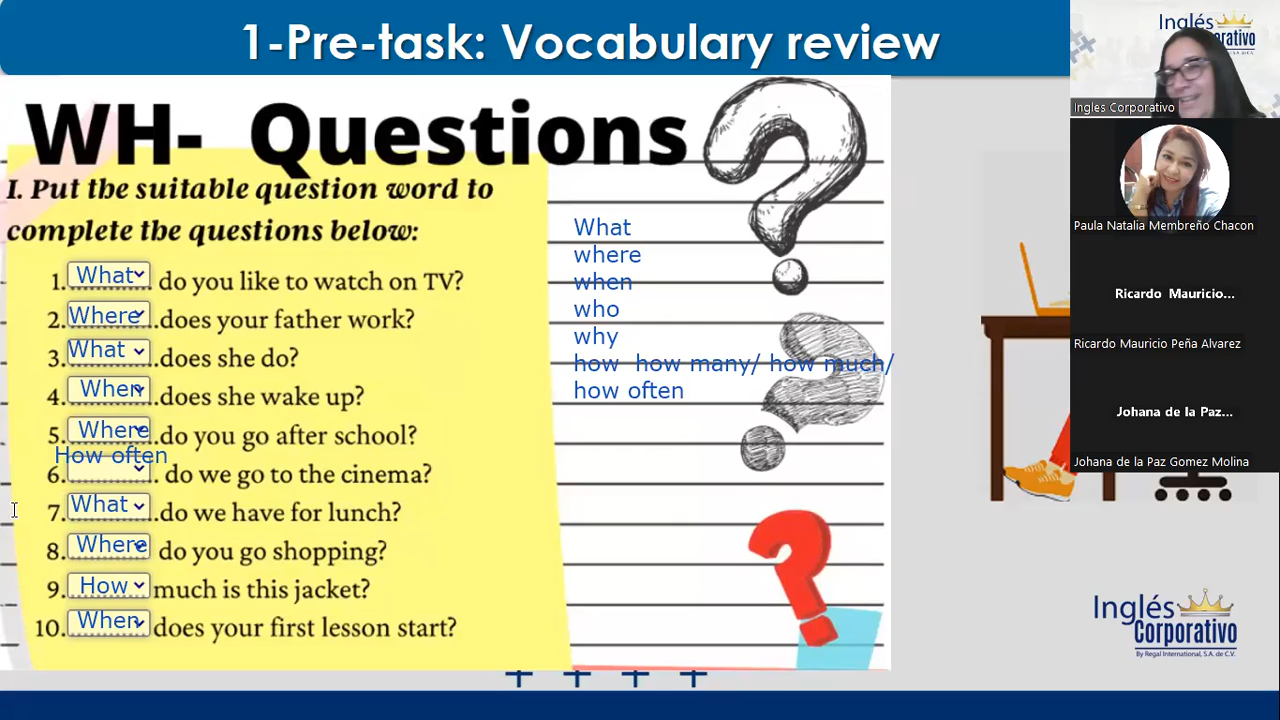 1-Pre-task: Vocabulary review
WH- Questions
I. Put the suitable question word to
complete the questions below:
1. What do you like to watch on TV?
2. Where does your father work?
3. What does she do?
4. When does she wake up?
5. Where do you go after school?
6. How often do we go to the cinema?
7. What do we have for lunch?
8. Where do you go shopping?
9. How much is this jacket?
10. When does your first lesson start?
What
where
when
who
why
how how many/ how much/
how often
Inglés
Corporativo
Ingles Corporativo
Paula Natalia Membreño Chacon
Ricardo Mauricio...
Ricardo Mauricio Peña Alvarez
Johana de la Paz...
Johana de la Paz Gomez Molina
Inglés
Corporativo
By Regal International, S.A. de C.V.